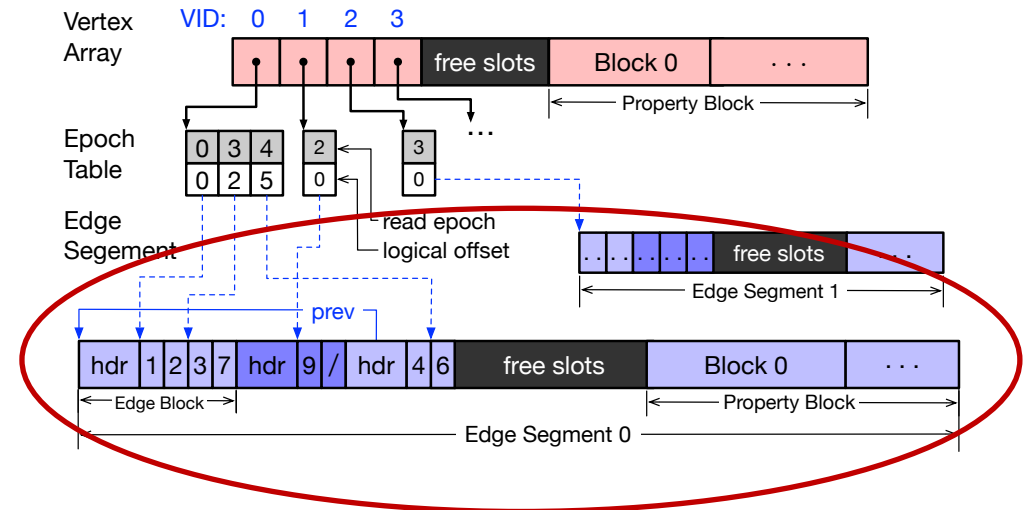 Vertex Array
VID: 0 1 2 3
free slots
Block 0
. . .
Property Block
...
Epoch Table
0 3 4
0 2 5
2
0
3
0
read epoch
logical offset
Edge Segement
. . . . . . . . . .
free slots
. .
Edge Segment 1
prev
hdr 1 2 3 7 hdr 9 / hdr 4 6
free slots
Block 0
. . .
Edge Block
Property Block
Edge Segment 0